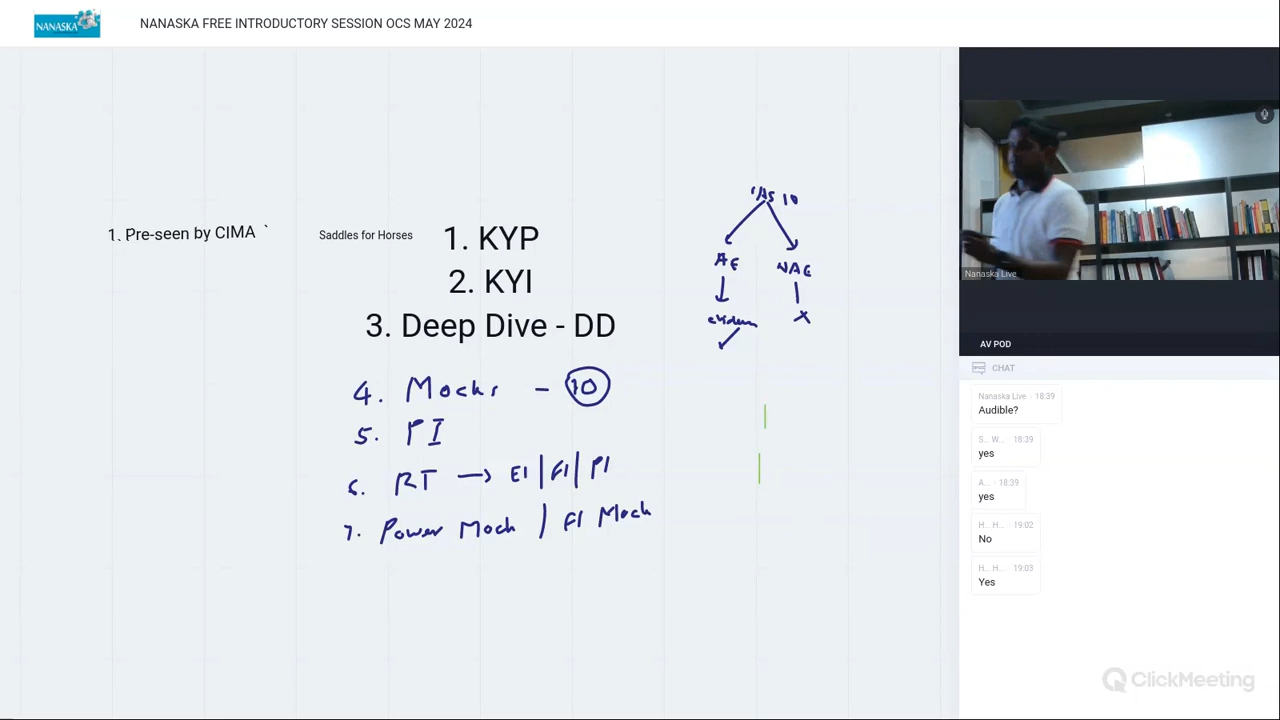 NANASKA
NANASKA FREE INTRODUCTORY SESSION OCS MAY 2024
1. Pre-seen by CIMA `
Saddles for Horses
1. KYP
2. KYI
3. Deep Dive - DD
4. Mocks - 10
5. PI
6. RT → E1 | F1 | P1
7. Power Mock / F1 Mock
IAS 10
AE
NAE
X
Nanaska Live
AV POD
CHAT
Nanaska Live · 18:39
Audible?
S... W... · 18:39
yes
A... · 18:39
yes
H... H... · 19:02
No
H... H... · 19:03
Yes
ClickMeeting